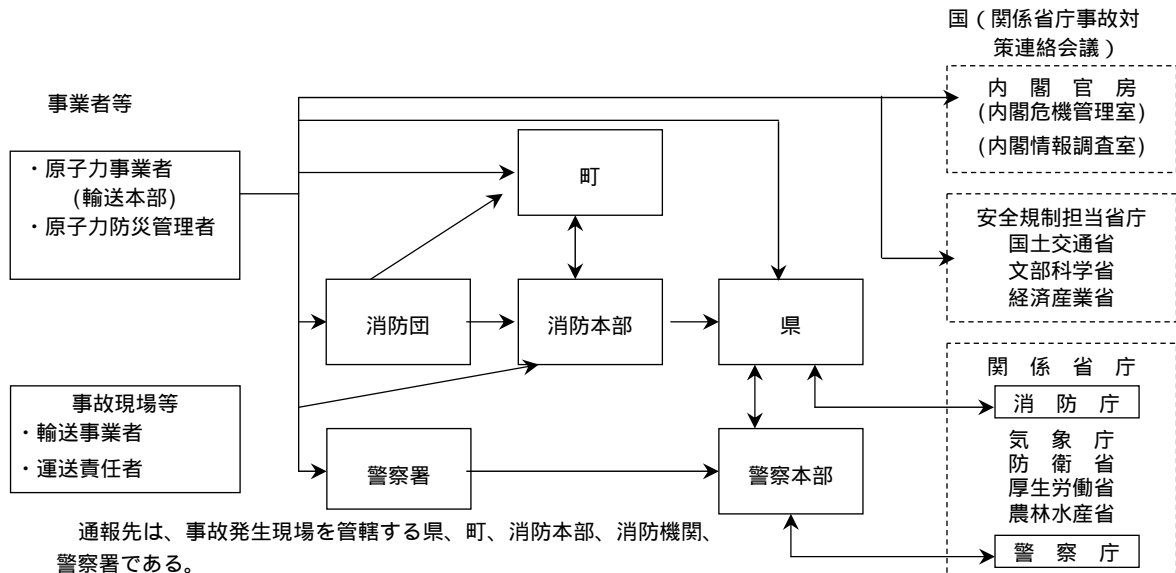 国（関係省庁事故対
策連絡会議）
事業者等
内　閣　官　房
(内閣危機管理室)
(内閣情報調査室)
・原子力事業者
(輸送本部)
・原子力防災管理者
町
安全規制担当省庁
国土交通省
文部科学省
経済産業省
消防団
消防本部
県
関　係　省　庁
消　防　庁
気　象　庁
防　衛　省
厚生労働省
農林水産省
警　察　庁
事故現場等
・輸送事業者
・運送責任者
警察署
警察本部
通報先は、事故発生現場を管轄する県、町、消防本部、消防機関、
警察署である。